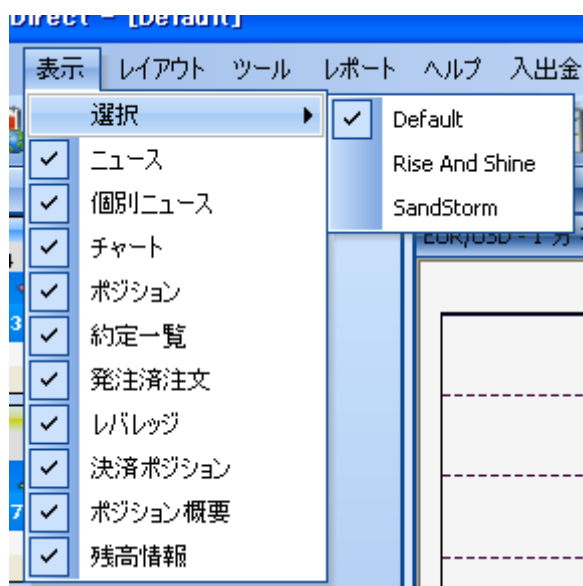 Direct - [Default]
表示 レイアウト ツール レポート ヘルプ 入出金
選択
Default
Rise And Shine
SandStorm
ニュース
個別ニュース
チャート
ポジション
約定一覧
発注済注文
レバレッジ
決済ポジション
ポジション概要
残高情報
EUR/USD - 1 分
4
3
7